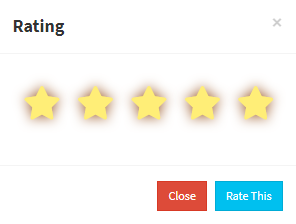 Rating
×
Close
Rate This